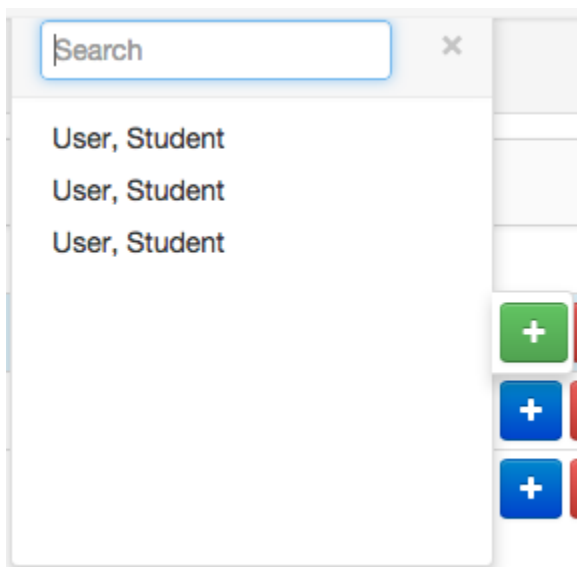 Search
×
User, Student
User, Student
User, Student
+
+
+